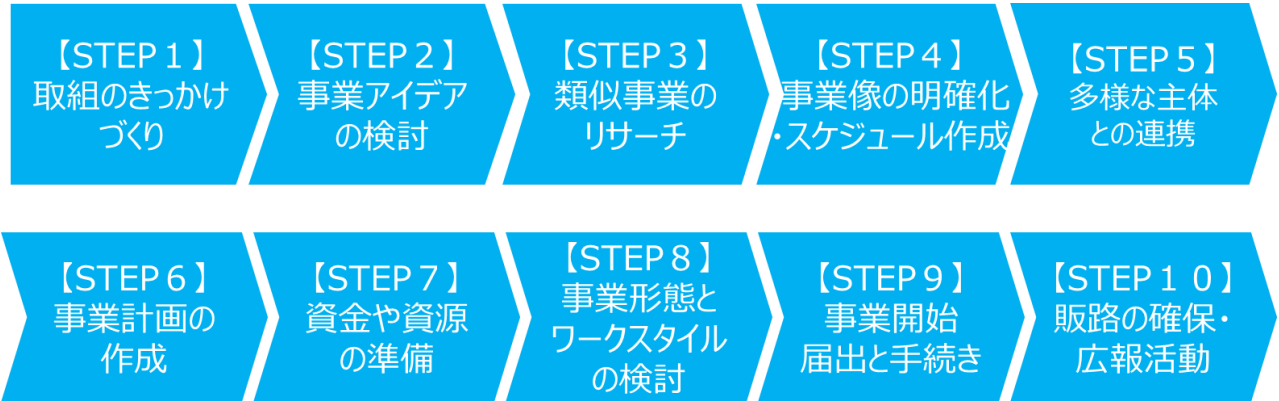 【STEP１】
取組のきっかけ
づくり
【STEP２】
事業アイデア
の検討
【STEP３】
類似事業の
リサーチ
【STEP４】
事業像の明確化
・スケジュール作成
【STEP５】
多様な主体
との連携
【STEP６】
事業計画の
作成
【STEP７】
資金や資源
の準備
【STEP８】
事業形態と
ワークスタイル
の検討
【STEP９】
事業開始
届出と手続き
【STEP１０】
販路の確保・
広報活動